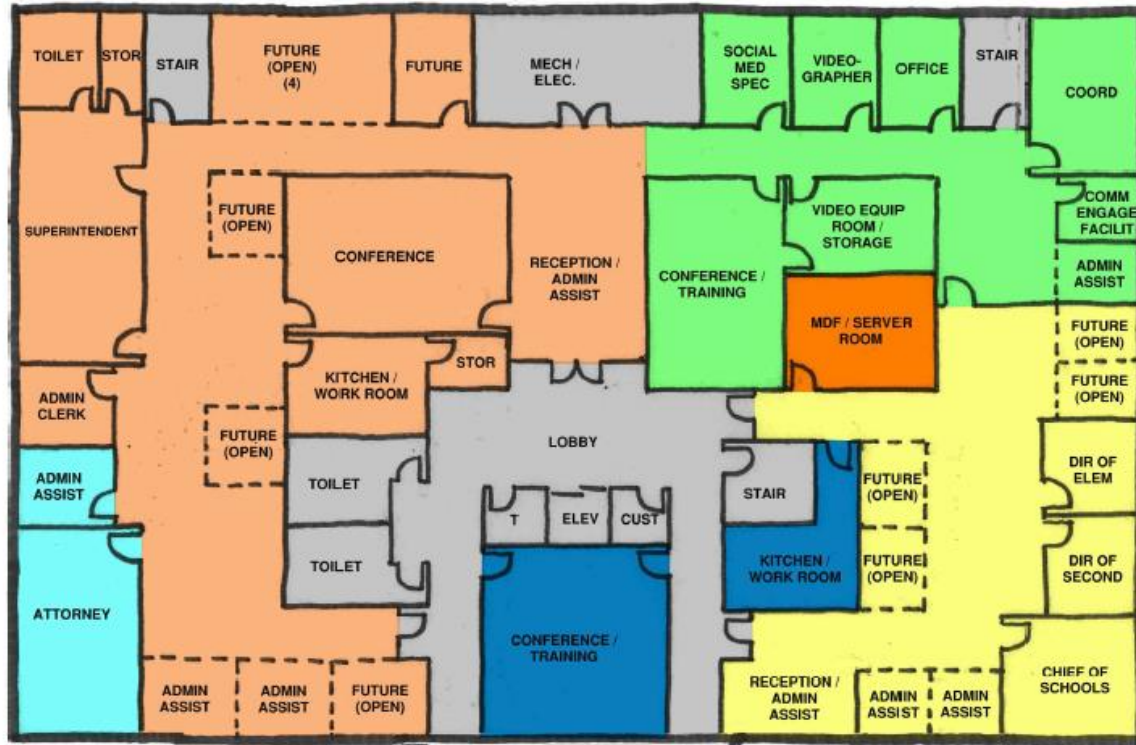 TOILET
STOR
STAIR
FUTURE
(OPEN)
(4)
FUTURE
MECH /
ELEC.
SOCIAL
MED
SPEC
VIDEO-
GRAPHER
OFFICE
STAIR
COORD
SUPERINTENDENT
FUTURE
(OPEN)
CONFERENCE
RECEPTION /
ADMIN
ASSIST
CONFERENCE /
TRAINING
VIDEO EQUIP
ROOM /
STORAGE
COMM
ENGAGE
FACILIT
ADMIN
ASSIST
MDF / SERVER
ROOM
FUTURE
(OPEN)
FUTURE
(OPEN)
ADMIN
CLERK
KITCHEN /
WORK ROOM
STOR
FUTURE
(OPEN)
LOBBY
ADMIN
ASSIST
TOILET
T
ELEV
CUST
STAIR
FUTURE
(OPEN)
DIR OF
ELEM
TOILET
KITCHEN /
WORK ROOM
FUTURE
(OPEN)
DIR OF
SECOND
ATTORNEY
CONFERENCE /
TRAINING
ADMIN
ASSIST
ADMIN
ASSIST
FUTURE
(OPEN)
RECEPTION /
ADMIN
ASSIST
ADMIN
ASSIST
ADMIN
ASSIST
CHIEF OF
SCHOOLS